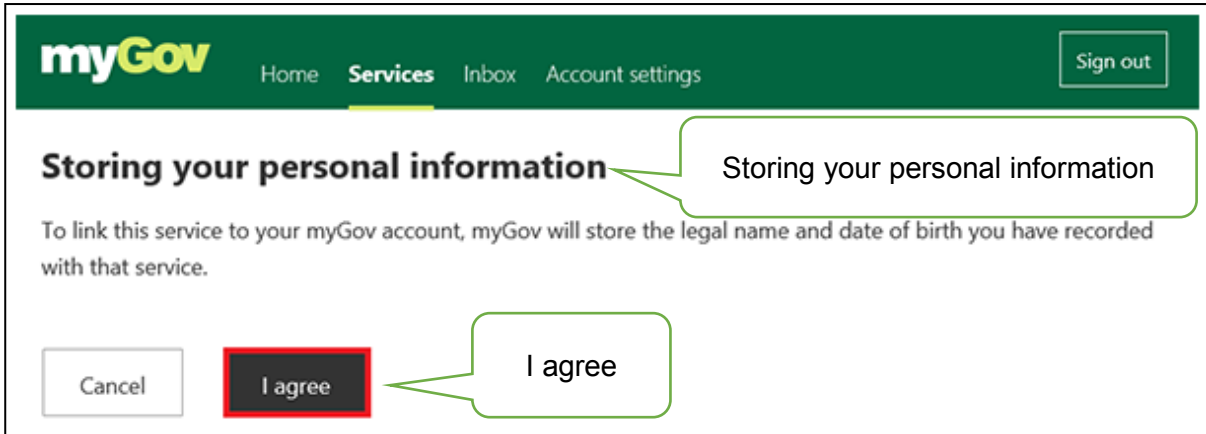 myGov Home Services Inbox Account settings Sign out
Storing your personal information Storing your personal information
To link this service to your myGov account, myGov will store the legal name and date of birth you have recorded
with that service.
Cancel I agree I agree